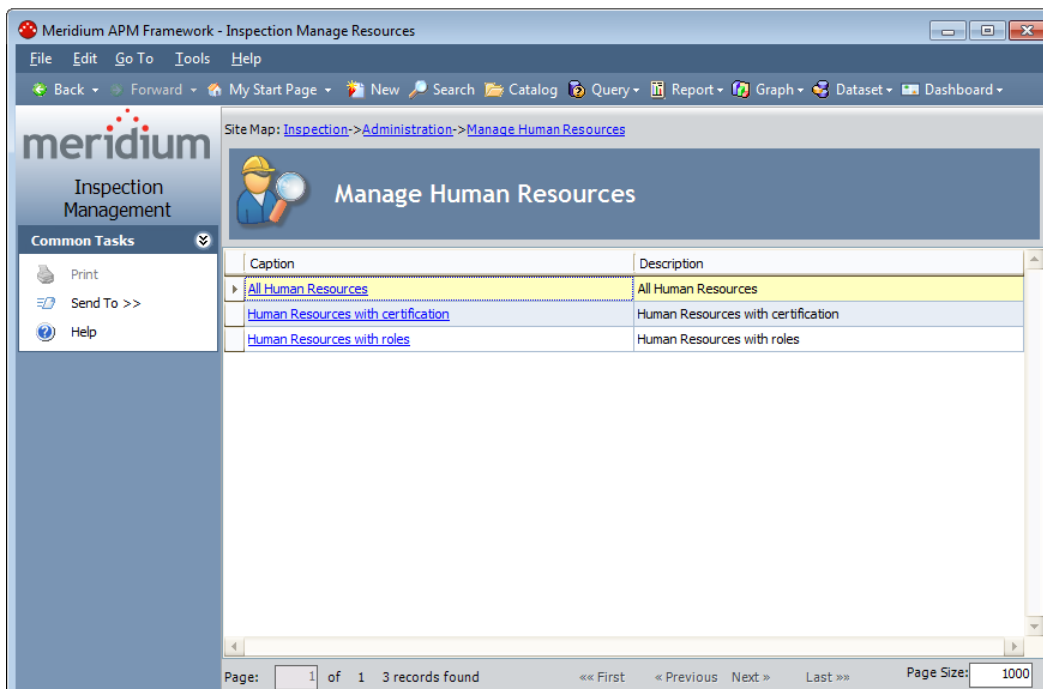 Meridium APM Framework - Inspection Manage Resources
File Edit Go To Tools Help
Back Forward My Start Page New Search Catalog Query Report Graph Dataset Dashboard
meridium
Inspection
Management
Common Tasks
Print
Send To >>
Help
Site Map: Inspection->Administration->Manage Human Resources
Manage Human Resources
Caption Description
All Human Resources All Human Resources
Human Resources with certification Human Resources with certification
Human Resources with roles Human Resources with roles
Page: 1 of 1 3 records found «« First « Previous Next » Last »» Page Size: 1000